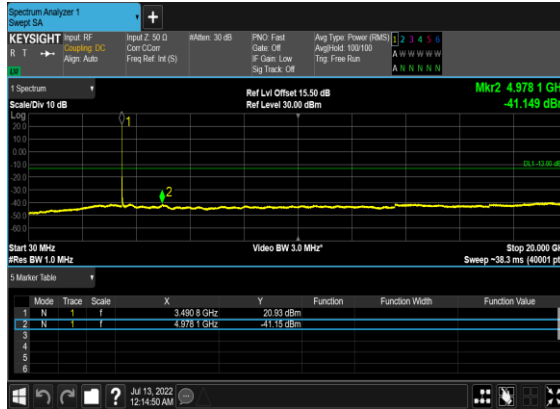 Spectrum Analyzer 1
Swept SA
+
KEYSIGHT Input: RF Input Z: 50 Ω #Atten: 30 dB PNO: Fast Avg Type: Power (RMS) 1 2 3 4 5 6
R T Coupling: DC Corr CCorr Gate: Off Avg|Hold: 100/100 A W W W W W
Align: Auto Freq Ref: Int (S) IF Gain: Low Trig: Free Run
Sig Track: Off A N N N N N
1 Spectrum
Scale/Div 10 dB
Ref Lvl Offset 15.50 dB
Ref Level 30.00 dBm
Mkr2 4.978 1 GH
-41.149 dB
Log
20.0
10.0
0.00
-10.0
-20.0
-30.0
-40.0
-50.0
-60.0
1
2
DL1 -13.00 dB
Start 30 MHz Video BW 3.0 MHz* Stop 20.000 GH
#Res BW 1.0 MHz Sweep ~38.3 ms (40001 pt
5 Marker Table
Mode Trace Scale X Y Function Function Width Function Value
1 N 1 f 3.490 8 GHz 20.93 dBm
2 N 1 f 4.978 1 GHz -41.15 dBm
3
4
5
6
?
Jul 13, 2022
12:14:50 AM